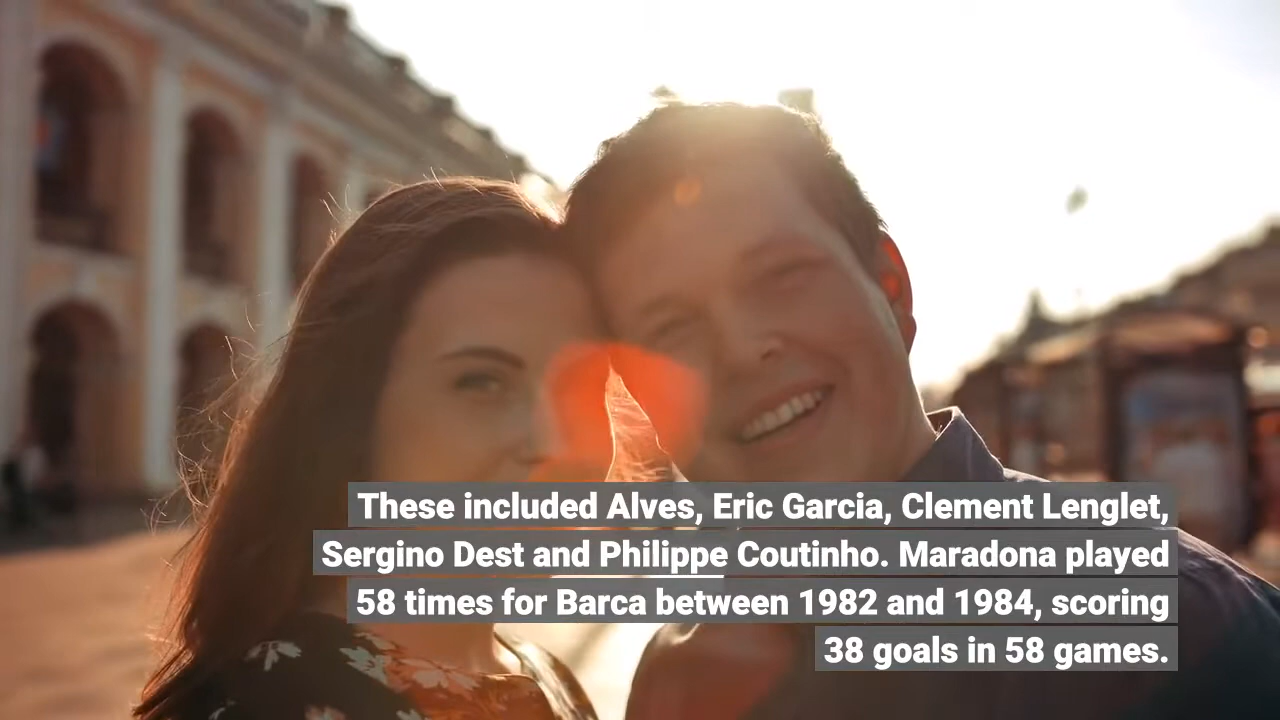 These included Alves, Eric Garcia, Clement Lenglet,
Sergino Dest and Philippe Coutinho. Maradona played
58 times for Barca between 1982 and 1984, scoring
38 goals in 58 games.